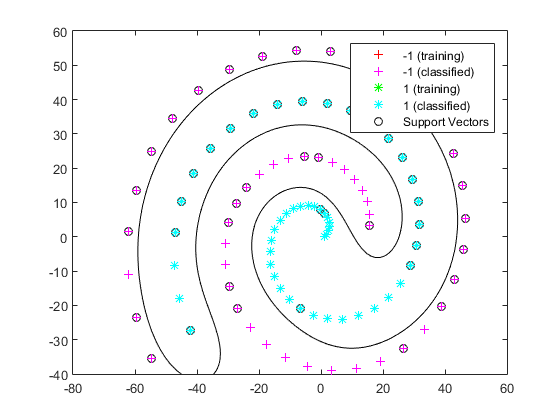 60
50
40
30
20
10
0
-10
-20
-30
-40
-80 -60 -40 -20 0 20 40 60
-1 (training)
-1 (classified)
1 (training)
1 (classified)
Support Vectors